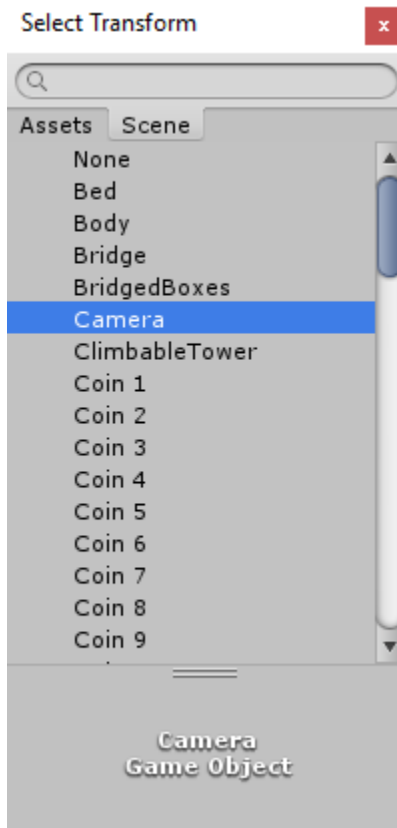 Select Transform
x
Assets Scene
None
Bed
Body
Bridge
BridgedBoxes
Camera
ClimbableTower
Coin 1
Coin 2
Coin 3
Coin 4
Coin 5
Coin 6
Coin 7
Coin 8
Coin 9
Camera
Game Object